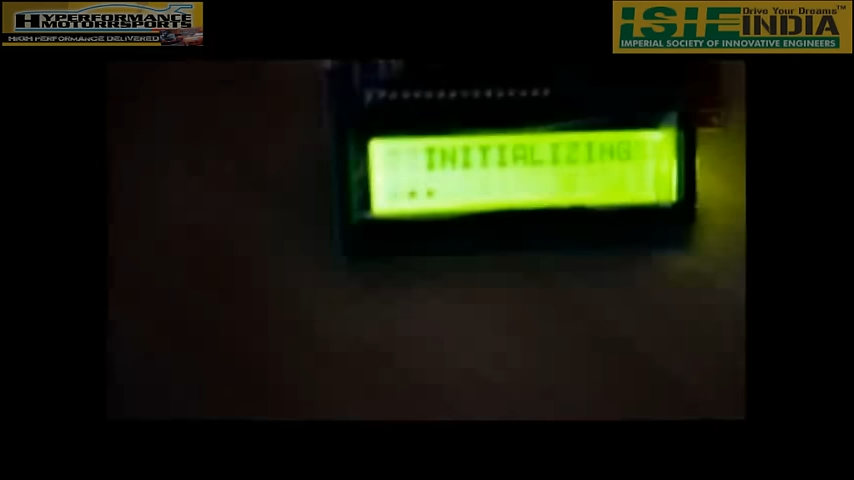 HYPERFORMANCE
MOTORRSPORTS
HIGH PERFORMANCE DELIVERED
ISIE
Drive Your Dreams™
INDIA
IMPERIAL SOCIETY OF INNOVATIVE ENGINEERS
INITIALIZING
...